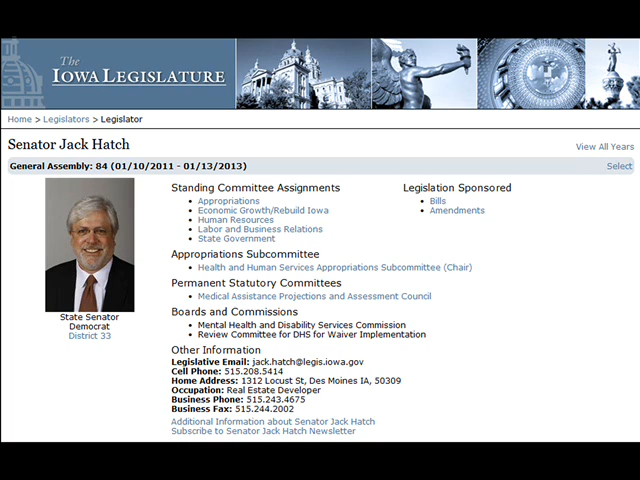 The
IOWA LEGISLATURE
Home > Legislators > Legislator
Senator Jack Hatch
View All Years
General Assembly: 84 (01/10/2011 - 01/13/2013)
Select
State Senator
Democrat
District 33
Standing Committee Assignments
• Appropriations
• Economic Growth/Rebuild Iowa
• Human Resources
• Labor and Business Relations
• State Government
Legislation Sponsored
• Bills
• Amendments
Appropriations Subcommittee
• Health and Human Services Appropriations Subcommittee (Chair)
Permanent Statutory Committees
• Medical Assistance Projections and Assessment Council
Boards and Commissions
• Mental Health and Disability Services Commission
• Review Committee for DHS for Waiver Implementation
Other Information
Legislative Email: jack.hatch@legis.iowa.gov
Cell Phone: 515.208.5414
Home Address: 1312 Locust St, Des Moines IA, 50309
Occupation: Real Estate Developer
Business Phone: 515.243.4675
Business Fax: 515.244.2002
Additional Information about Senator Jack Hatch
Subscribe to Senator Jack Hatch Newsletter